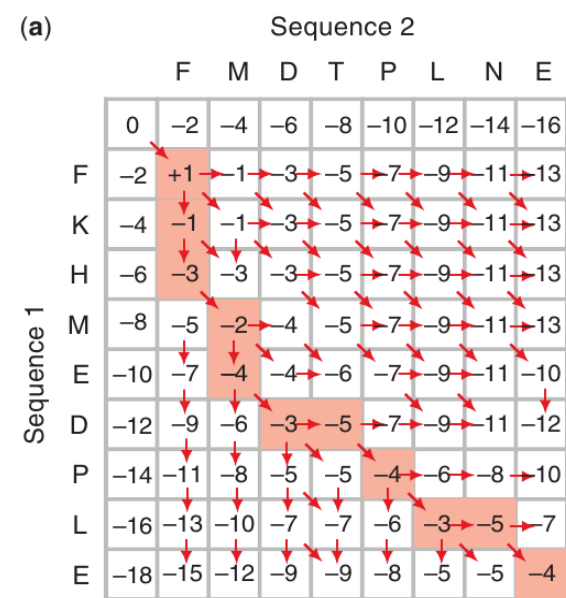 (a) Sequence 2
F M D T P L N E
0 −2 −4 −6 −8 −10 −12 −14 −16
F −2 +1 −1 −3 −5 −7 −9 −11 −13
K −4 −1 −1 −3 −5 −7 −9 −11 −13
H −6 −3 −3 −3 −5 −7 −9 −11 −13
Sequence 1
M −8 −5 −2 −4 −5 −7 −9 −11 −13
E −10 −7 −4 −4 −6 −7 −9 −11 −10
D −12 −9 −6 −3 −5 −7 −9 −11 −12
P −14 −11 −8 −5 −5 −4 −6 −8 −10
L −16 −13 −10 −7 −7 −6 −3 −5 −7
E −18 −15 −12 −9 −9 −8 −5 −5 −4